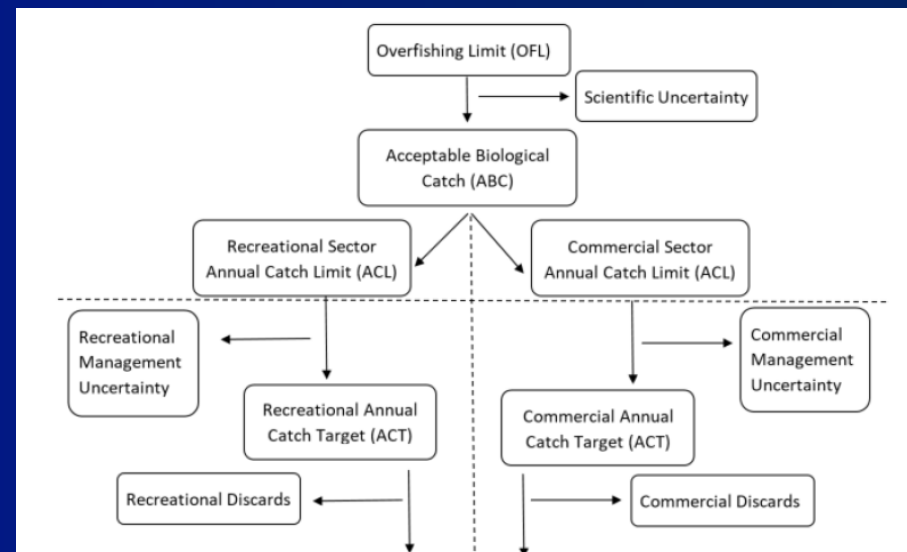 Overfishing Limit (OFL)
Scientific Uncertainty
Acceptable Biological
Catch (ABC)
Recreational Sector
Annual Catch Limit (ACL)
Commercial Sector
Annual Catch Limit (ACL)
Recreational
Management
Uncertainty
Commercial
Management
Uncertainty
Recreational Annual
Catch Target (ACT)
Commercial Annual
Catch Target (ACT)
Recreational Discards
Commercial Discards